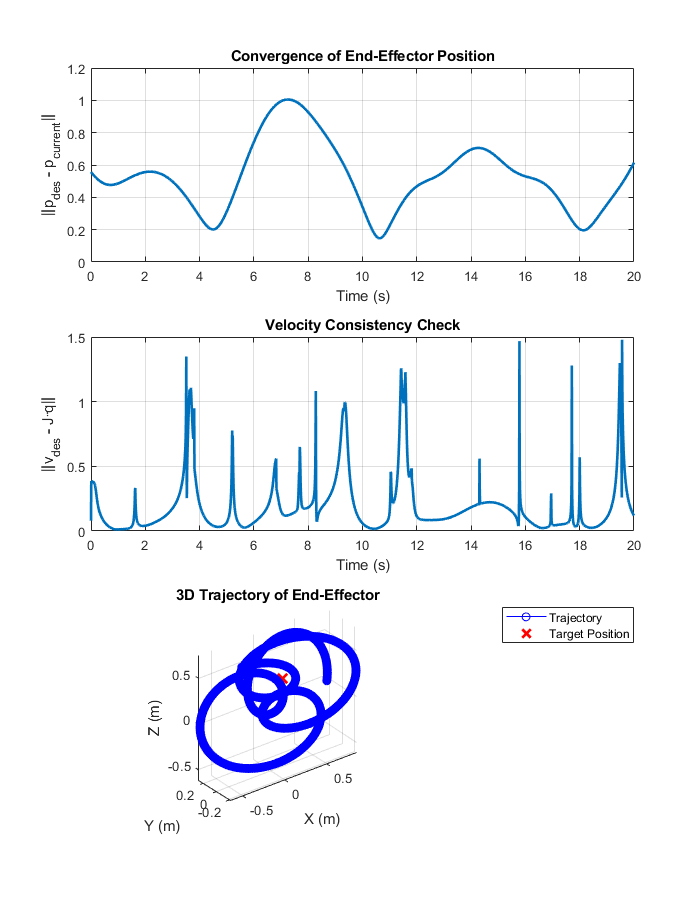 Convergence of End-Effector Position
1.2
1
0.8
0.6
0.4
0.2
0
||p_des - p_current||
0 2 4 6 8 10 12 14 16 18 20
Time (s)
Velocity Consistency Check
1.5
1
0.5
0
||v_des - J·q||
0 2 4 6 8 10 12 14 16 18 20
Time (s)
3D Trajectory of End-Effector
Trajectory
Target Position
0.5
0
-0.5
Z (m)
0.2
0
-0.2
Y (m)
-0.5
0
0.5
X (m)